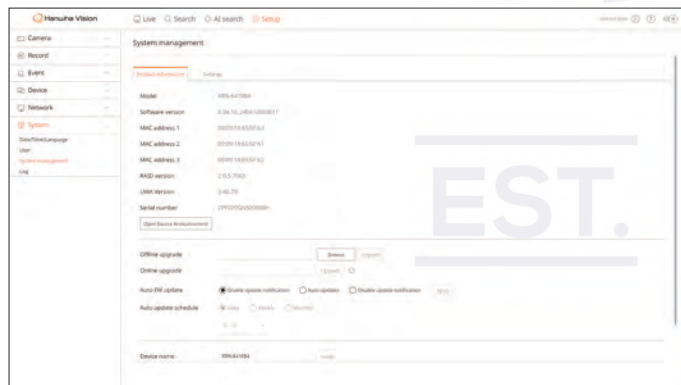 Hanwha Vision
Live Search AI search Setup
Camera
Record
Event
Device
Network
System
Date/Time/Language
User
System management
Log
System management
Product information Settings
Model
Software version
MAC address 1
MAC address 2
MAC address 3
RAID version
UWA Version
Serial number
Open Source Announcement
EST.
Offline upgrade Browse Upgrade
Online upgrade Upgrade
Auto FW update Enable update notification Auto updates Disable update notification
Auto update schedule Daily Weekly Monthly
Device name